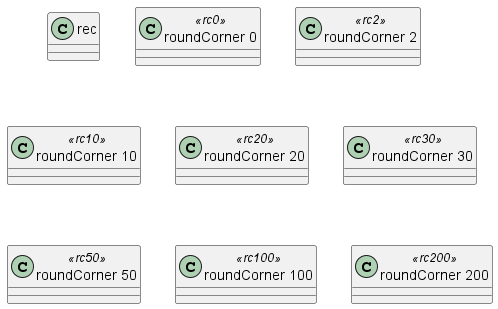 C rec
«rc0»
C roundCorner 0
«rc2»
C roundCorner 2
«rc10»
C roundCorner 10
«rc20»
C roundCorner 20
«rc30»
C roundCorner 30
«rc50»
C roundCorner 50
«rc100»
C roundCorner 100
«rc200»
C roundCorner 200